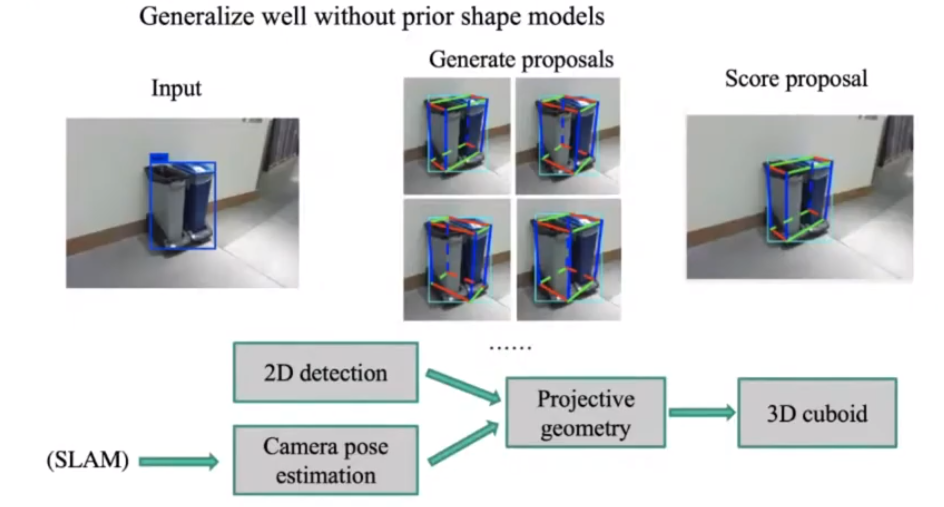 Generalize well without prior shape models
Generate proposals
Input
Score proposal
......
2D detection
Projective
geometry
3D cuboid
(SLAM)
Camera pose
estimation